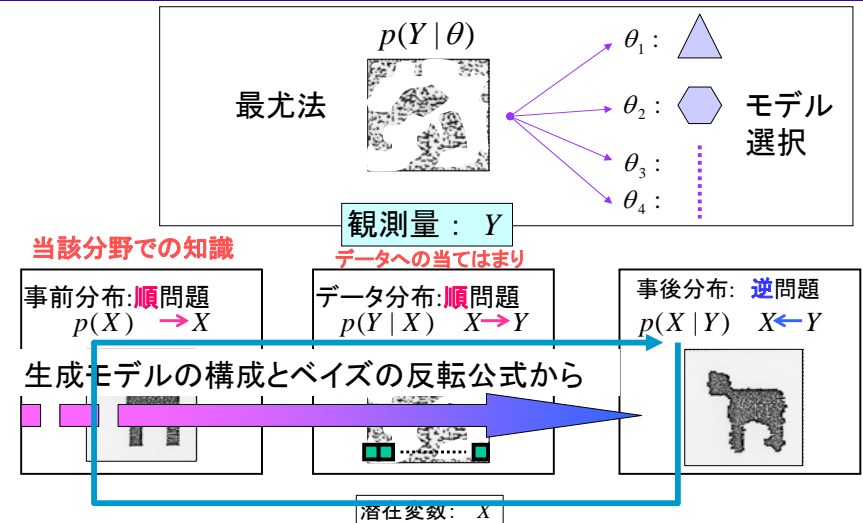 p(Y | θ)
最尤法
θ₁ :
θ₂ :
θ₃ :
θ₄ :
モデル
選択
観測量 : Y
当該分野での知識
データへの当てはまり
事前分布:順問題
p(X) →X
データ分布:順問題
p(Y | X) X→Y
事後分布: 逆問題
p(X | Y) X←Y
生成モデルの構成とベイズの反転公式から
潜在変数: X